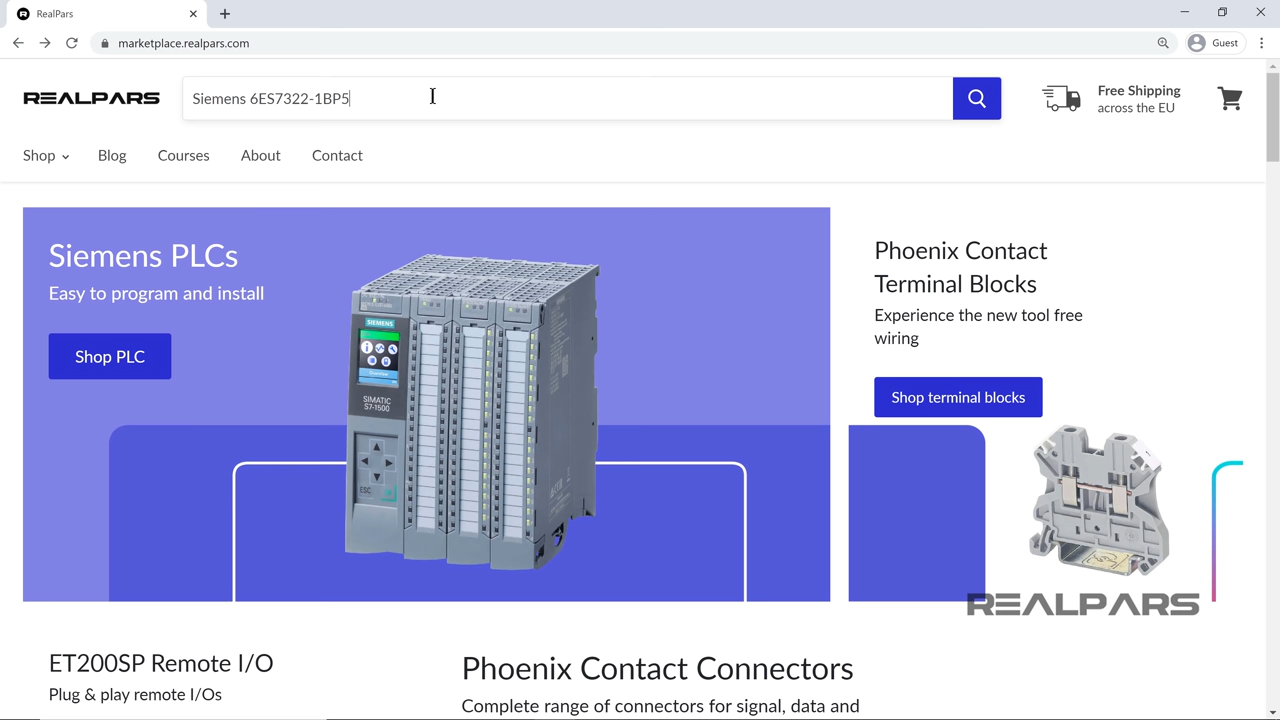 RealPars
marketplace.realpars.com
Guest
REALPARS
Siemens 6ES7322-1BP5
Free Shipping
across the EU
Shop
Blog
Courses
About
Contact
Siemens PLCs
Easy to program and install
Shop PLC
SIEMENS
SIMATIC
S7-1500
ESC
Phoenix Contact
Terminal Blocks
Experience the new tool free
wiring
Shop terminal blocks
REALPARS
ET200SP Remote I/O
Plug & play remote I/Os
Phoenix Contact Connectors
Complete range of connectors for signal, data and